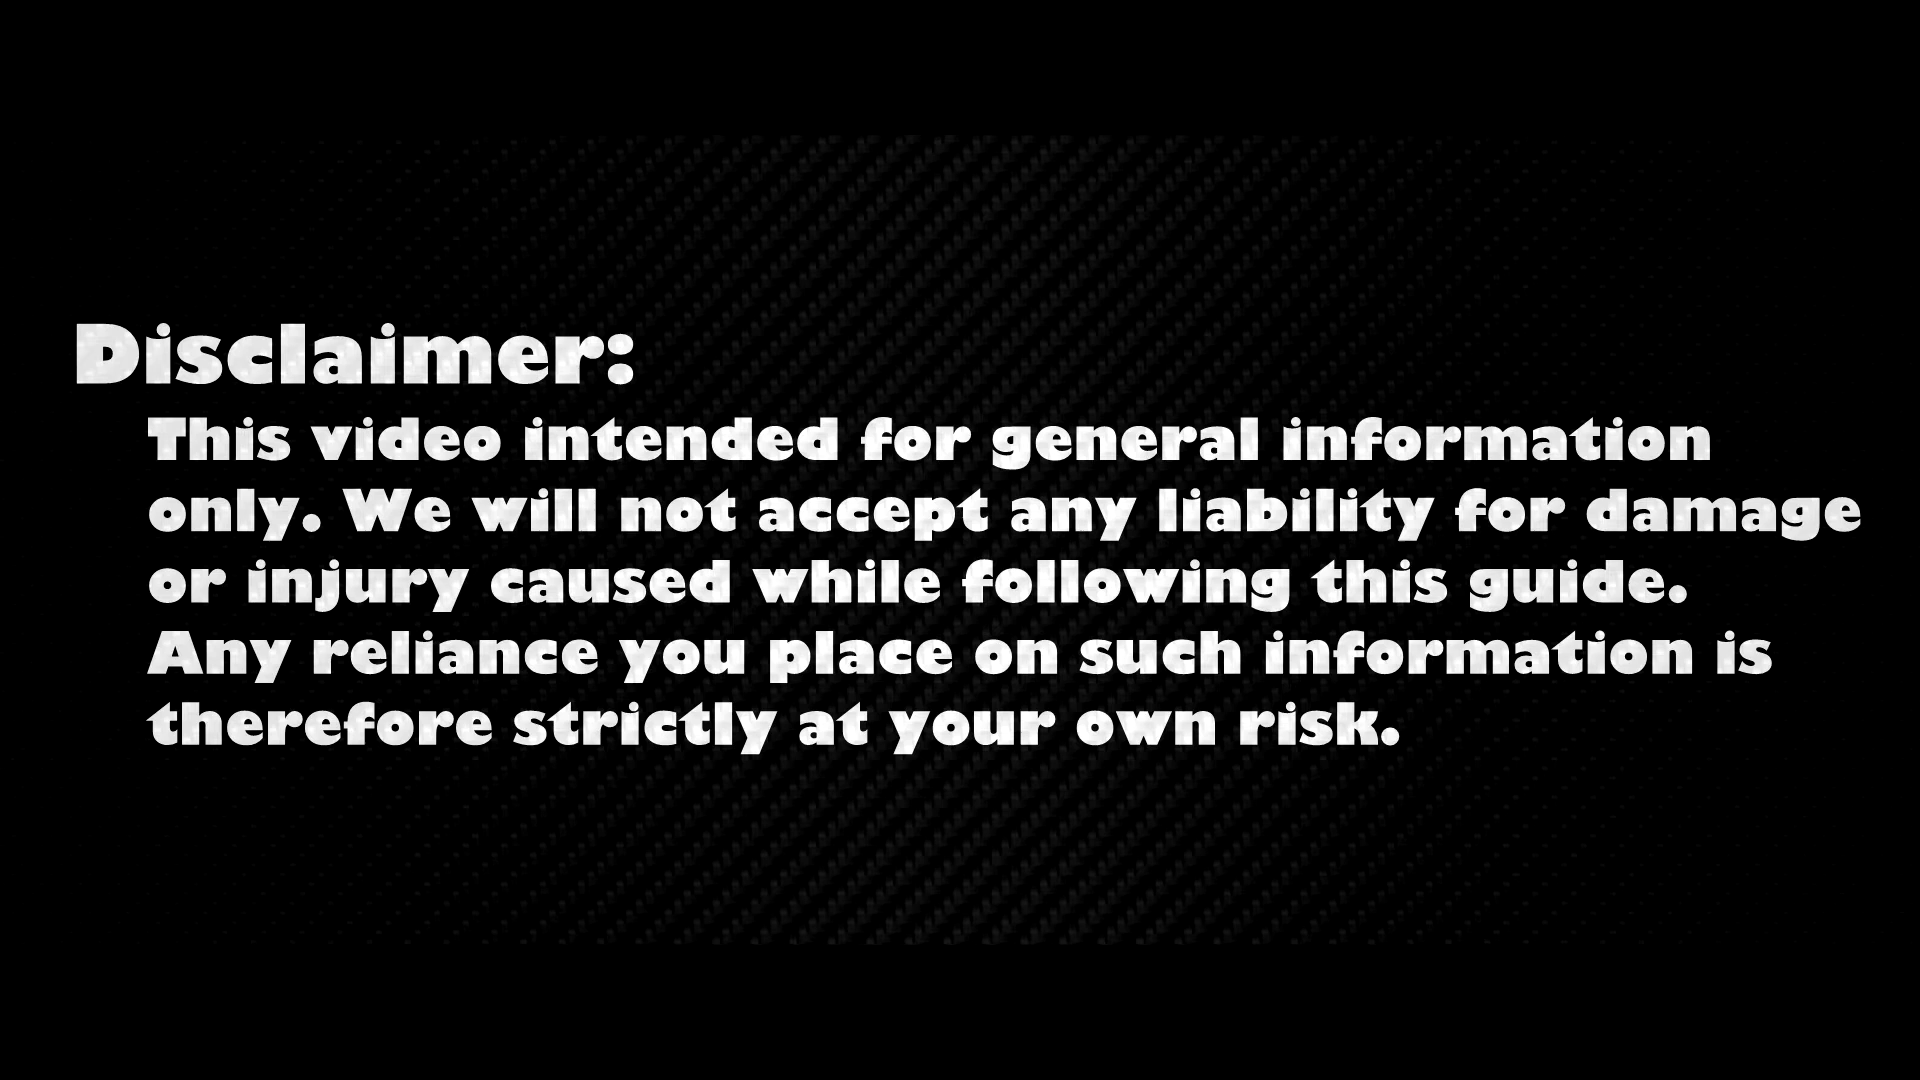 Disclaimer:
This video intended for general information
only. We will not accept any liability for damage
or injury caused while following this guide.
Any reliance you place on such information is
therefore strictly at your own risk.